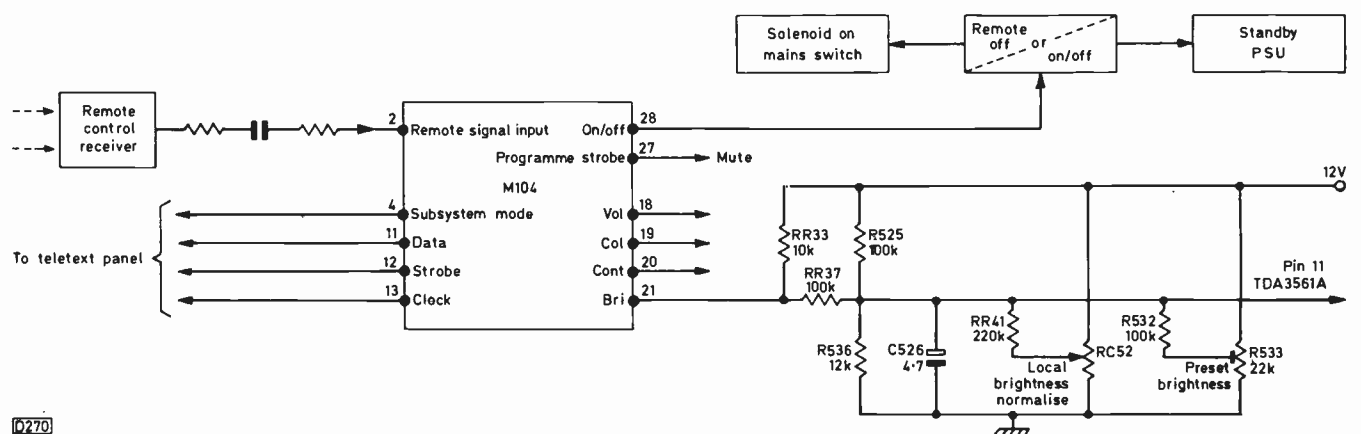 Solenoid on
mains switch
Remote
off or
on/off
Standby
PSU
Remote
control
receiver
2
Remote signal input
On/off
28
Programme strobe
27
Mute
M104
4
Subsystem mode
Vol
18
11
Data
Col
19
12
Strobe
Cont
20
13
Clock
Bri
21
To teletext panel
12V
RR33
10k
R525
100k
RR37
100k
Pin 11
TDA3561A
R536
12k
C526
4·7
RR41
220k
RC52
R532
100k
R533
22k
Local
brightness
normalise
Preset
brightness
D270